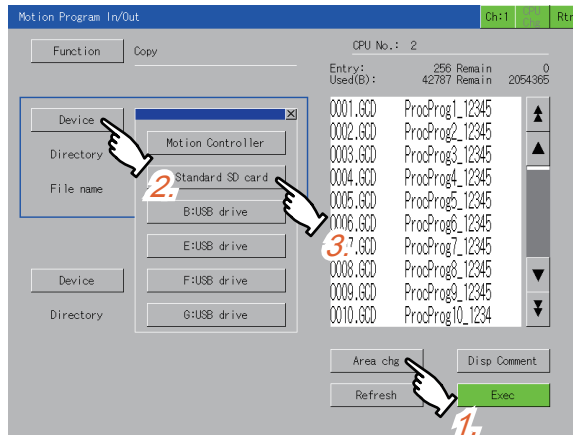 Motion Program In/Out
Ch:1 CPU Chg Rtr
Function Copy
CPU No.: 2
Entry: 256 Remain 0
Used(B): 42787 Remain 2054365
Device
Directory
File name
Motion Controller
Standard SD card
B:USB drive
E:USB drive
F:USB drive
G:USB drive
2.
3.
0001.GCD ProcProg1_12345
0002.GCD ProcProg2_12345
0003.GCD ProcProg3_12345
0004.GCD ProcProg4_12345
0005.GCD ProcProg5_12345
0006.GCD ProcProg6_12345
7.GCD ProcProg7_12345
0008.GCD ProcProg8_12345
0009.GCD ProcProg9_12345
0010.GCD ProcProg10_1234
Device
Directory
Area chg Disp Comment
Refresh Exec
1.